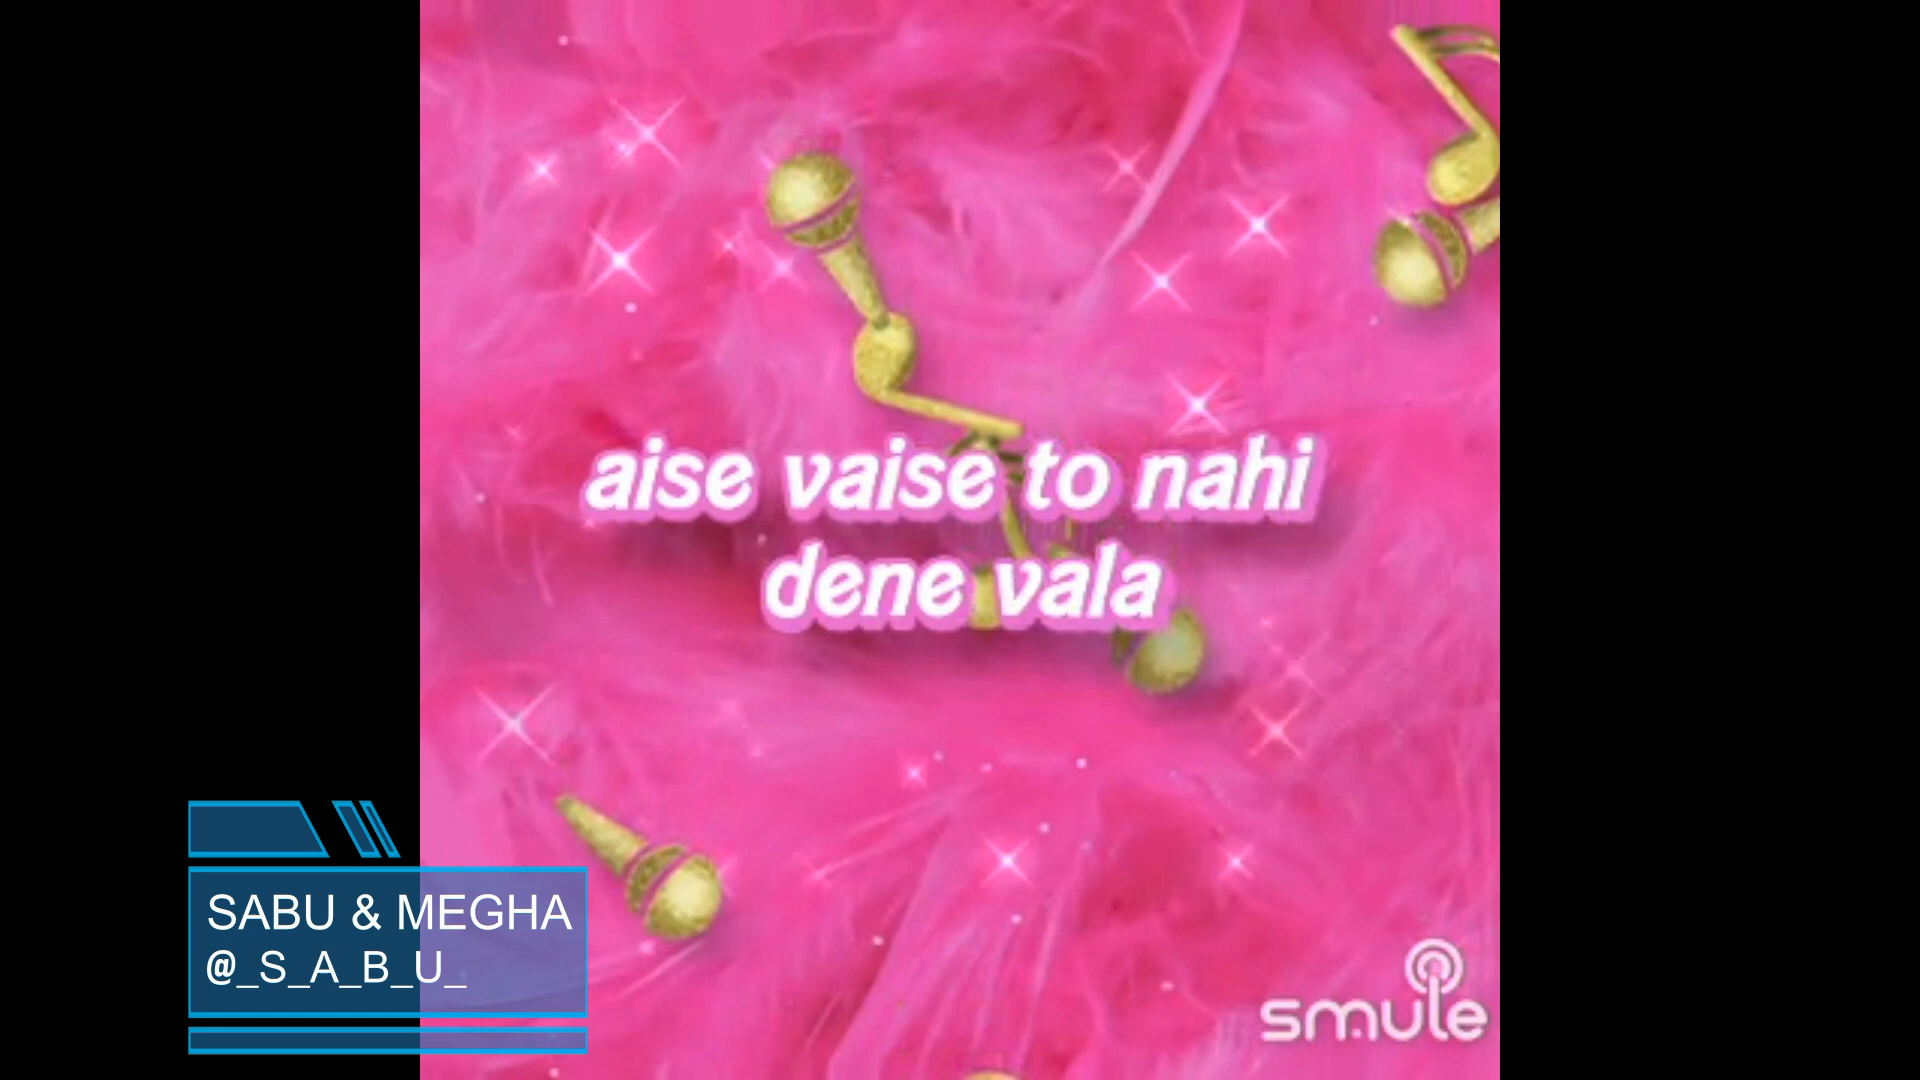 aise vaise to nahi
dene vala
SABU & MEGHA
@_S_A_B_U_
smule